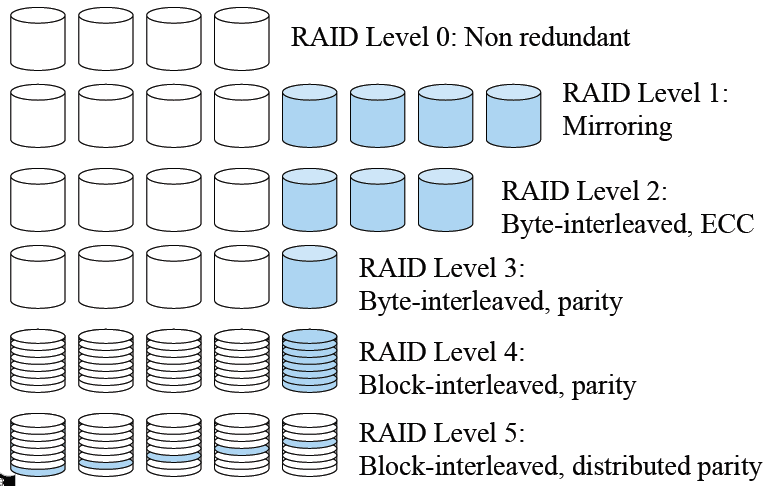 RAID Level 0: Non redundant
RAID Level 1:
Mirroring
RAID Level 2:
Byte-interleaved, ECC
RAID Level 3:
Byte-interleaved, parity
RAID Level 4:
Block-interleaved, parity
RAID Level 5:
Block-interleaved, distributed parity